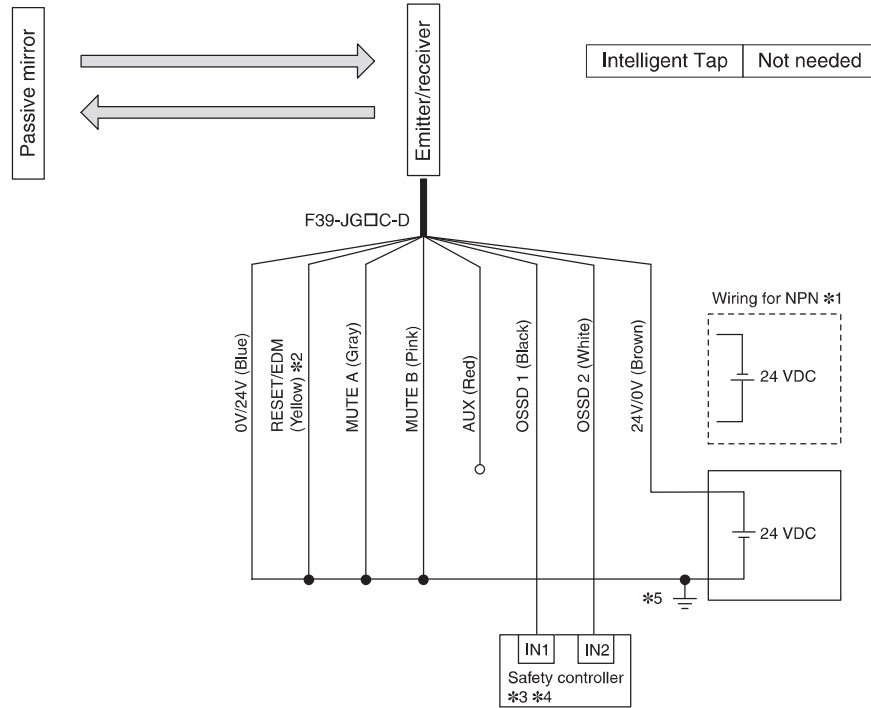 Passive mirror
Emitter/receiver
Intelligent Tap
Not needed
F39-JG□C-D
0V/24V (Blue)
RESET/EDM
(Yellow) ✱2
MUTE A (Gray)
MUTE B (Pink)
AUX (Red)
OSSD 1 (Black)
OSSD 2 (White)
24V/0V (Brown)
Wiring for NPN ✱1
24 VDC
24 VDC
✱5
IN1
IN2
Safety controller
✱3 ✱4